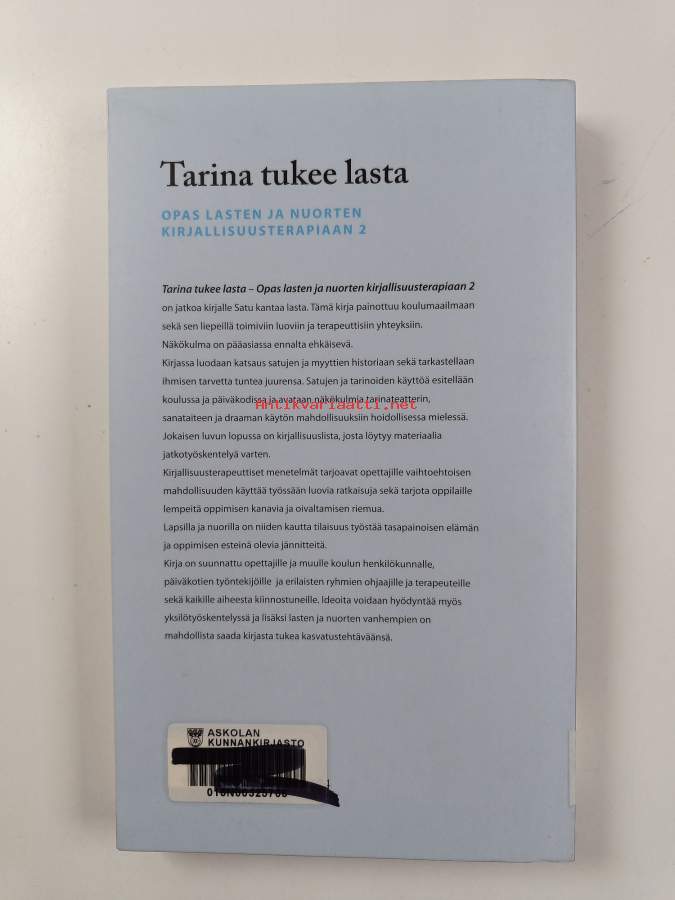 Tarina tukee lasta
OPAS LASTEN JA NUORTEN
KIRJALLISUUSTERAPIAAN 2
Tarina tukee lasta – Opas lasten ja nuorten kirjallisuusterapiaan 2
on jatkoa kirjalle Satu kantaa lasta. Tämä kirja painottuu koulumaailmaan
sekä sen liepeillä toimiviin luoviin ja terapeuttisiin yhteyksiin.
Näkökulma on pääasiassa ennalta ehkäisevä.
Kirjassa luodaan katsaus satujen ja myyttien historiaan sekä tarkastellaan
ihmisen tarvetta tuntea juurensa. Satujen ja tarinoiden käyttöä esitellään
koulussa ja päiväkodissa ja avataan näkökulmia tarinateatterin,
Antikvariaatti.net
sanataiteen ja draaman käytön mahdollisuuksiin hoidollisessa mielessä.
Jokaisen luvun lopussa on kirjallisuuslista, josta löytyy materiaalia
jatkotyöskentelyä varten.
Kirjallisuusterapeuttiset menetelmät tarjoavat opettajille vaihtoehtoisen
mahdollisuuden käyttää työssään luovia ratkaisuja sekä tarjota oppilaille
lempeitä oppimisen kanavia ja oivaltamisen riemua.
Lapsilla ja nuorilla on niiden kautta tilaisuus työstää tasapainoisen elämän
ja oppimisen esteinä olevia jännitteitä.
Kirja on suunnattu opettajille ja muulle koulun henkilökunnalle,
päiväkotien työntekijöille ja erilaisten ryhmien ohjaajille ja terapeuteille
sekä kaikille aiheesta kiinnostuneille. Ideoita voidaan hyödyntää myös
yksilötyöskentelyssä ja lisäksi lasten ja nuorten vanhempien on
mahdollista saada kirjasta tukea kasvatustehtäväänsä.
ASKOLAN
KUNNANKIRJASTO